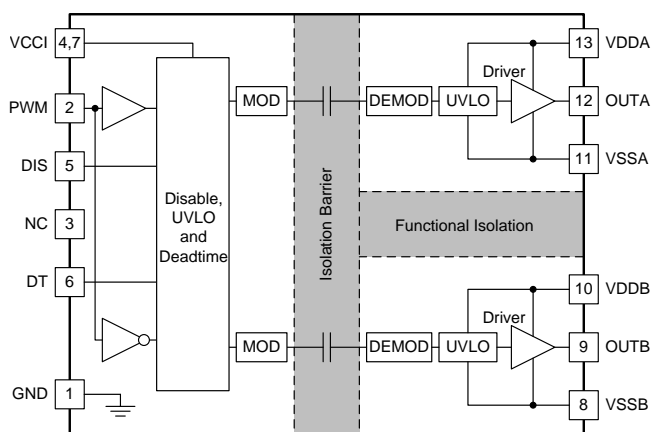 VCCI 4,7
PWM 2
DIS 5
NC 3
DT 6
GND 1
Disable,
UVLO
and
Deadtime
MOD
MOD
Isolation Barrier
Functional Isolation
DEMOD
UVLO
Driver
13 VDDA
12 OUTA
11 VSSA
DEMOD
UVLO
Driver
10 VDDB
9 OUTB
8 VSSB